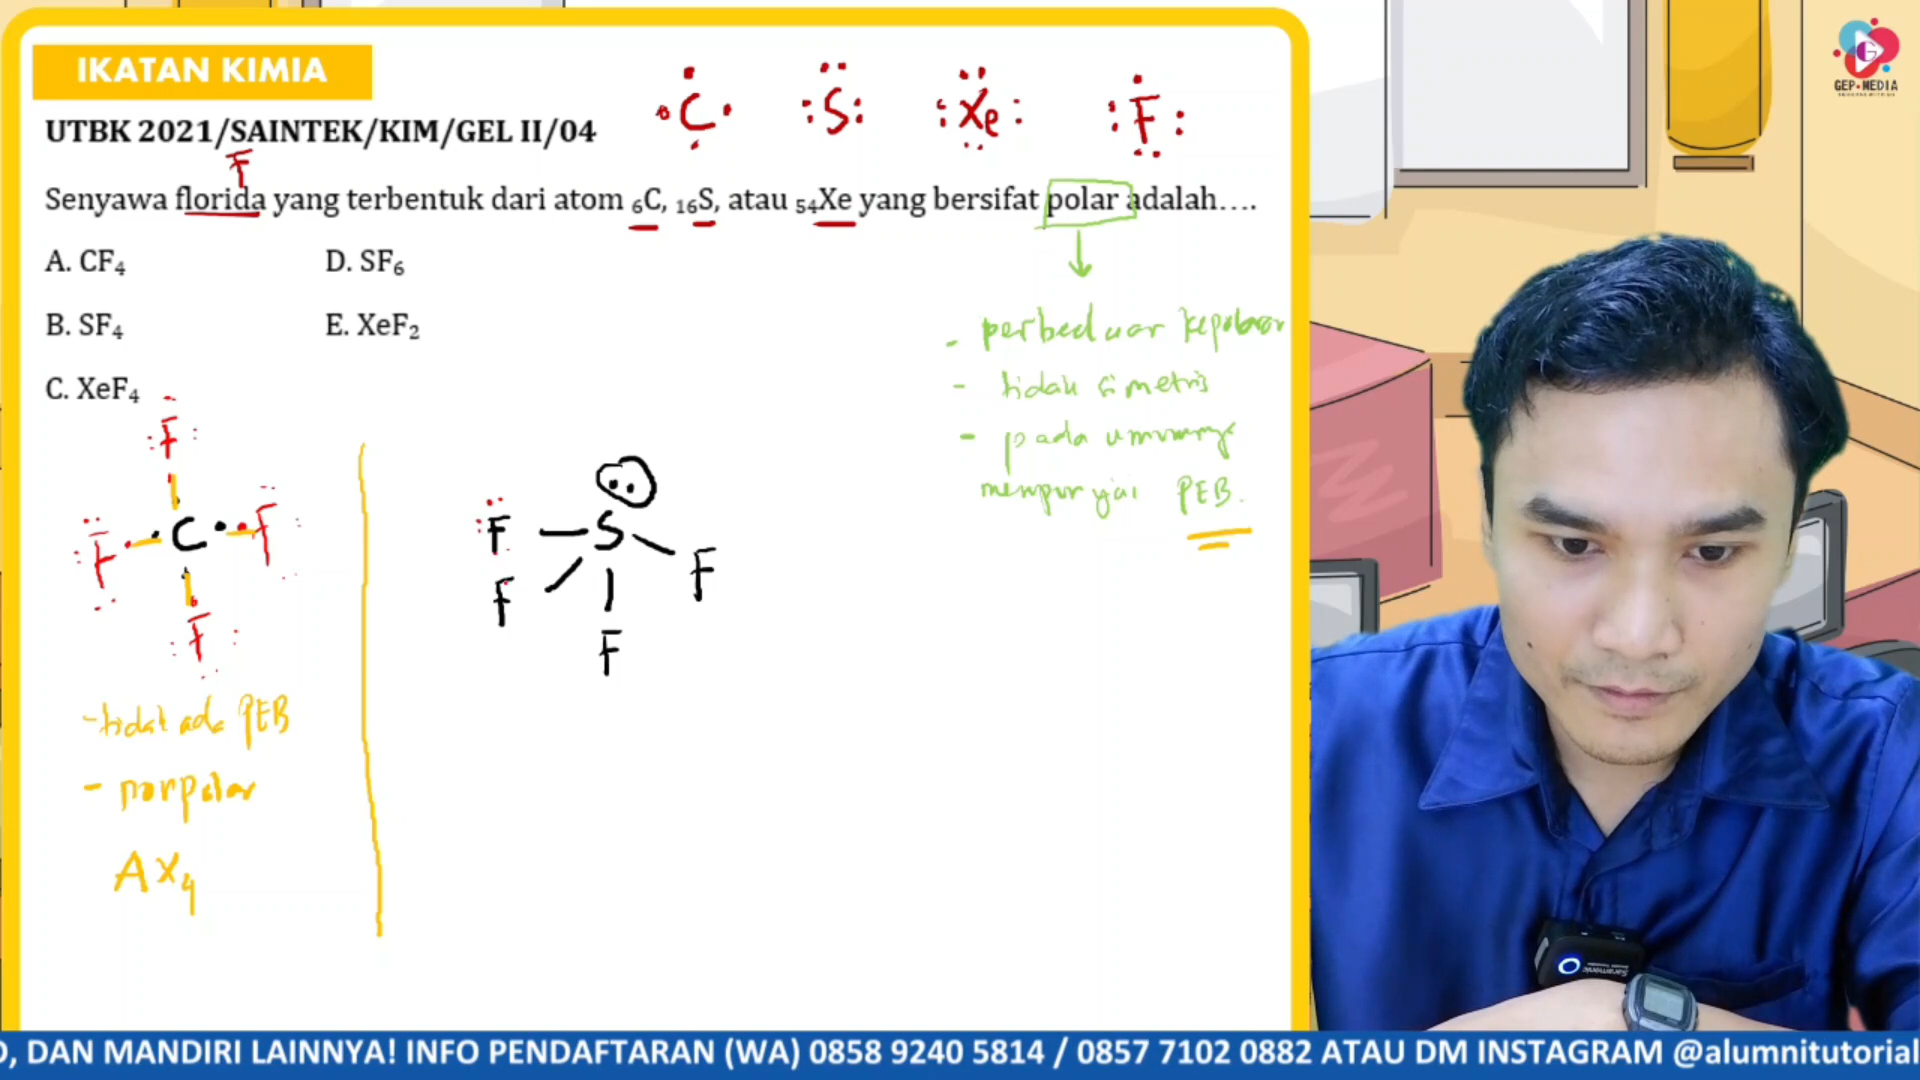 IKATAN KIMIA
C S Xe F
UTBK 2021/SAINTEK/KIM/GEL II/04
F
Senyawa florida yang terbentuk dari atom ₆C, ₁₆S, atau ₅₄Xe yang bersifat polar adalah....
A. CF₄
D. SF₆
B. SF₄
E. XeF₂
C. XeF₄
- perbeduar
- tidak simetris
- pada umumnya
mempunyai PEB.
F
F C F
F
F S F
F
F
- tidak ada PEB
- nonpolar
AX₄
GEP MEDIA
Saramonic
O, DAN MANDIRI LAINNYA! INFO PENDAFTARAN (WA) 0858 9240 5814 / 0857 7102 0882 ATAU DM INSTAGRAM @alumnitutorial